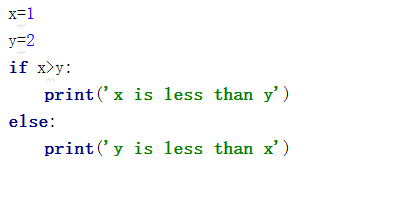 x=1
y=2
if x>y:
    print('x is less than y')
else:
    print('y is less than x')